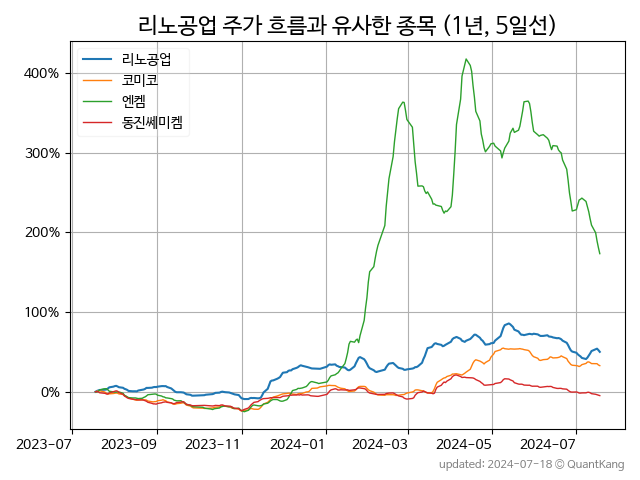 리노공업 주가 흐름과 유사한 종목 (1년, 5일선)
리노공업
코미코
엔켐
동진쎄미켐
400%
300%
200%
100%
0%
2023-07 2023-09 2023-11 2024-01 2024-03 2024-05 2024-07
updated: 2024-07-18 © QuantKang